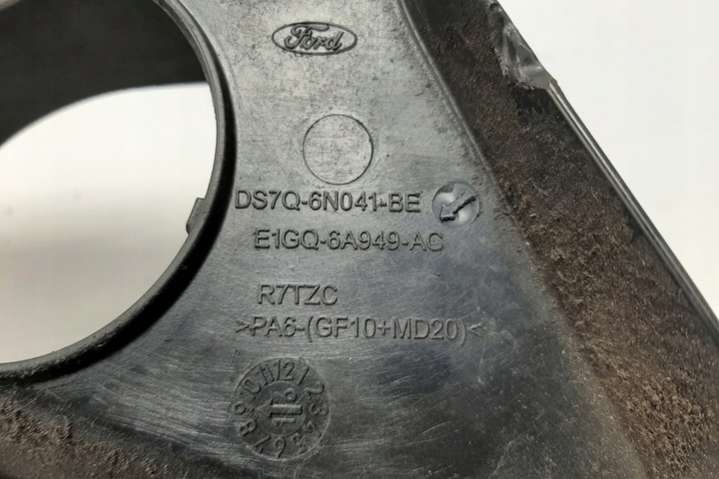 Ford
DS7Q-6N041-BE
E1GQ-6A949-AC
R7TZC
>PA6-(GF10+MD20)<